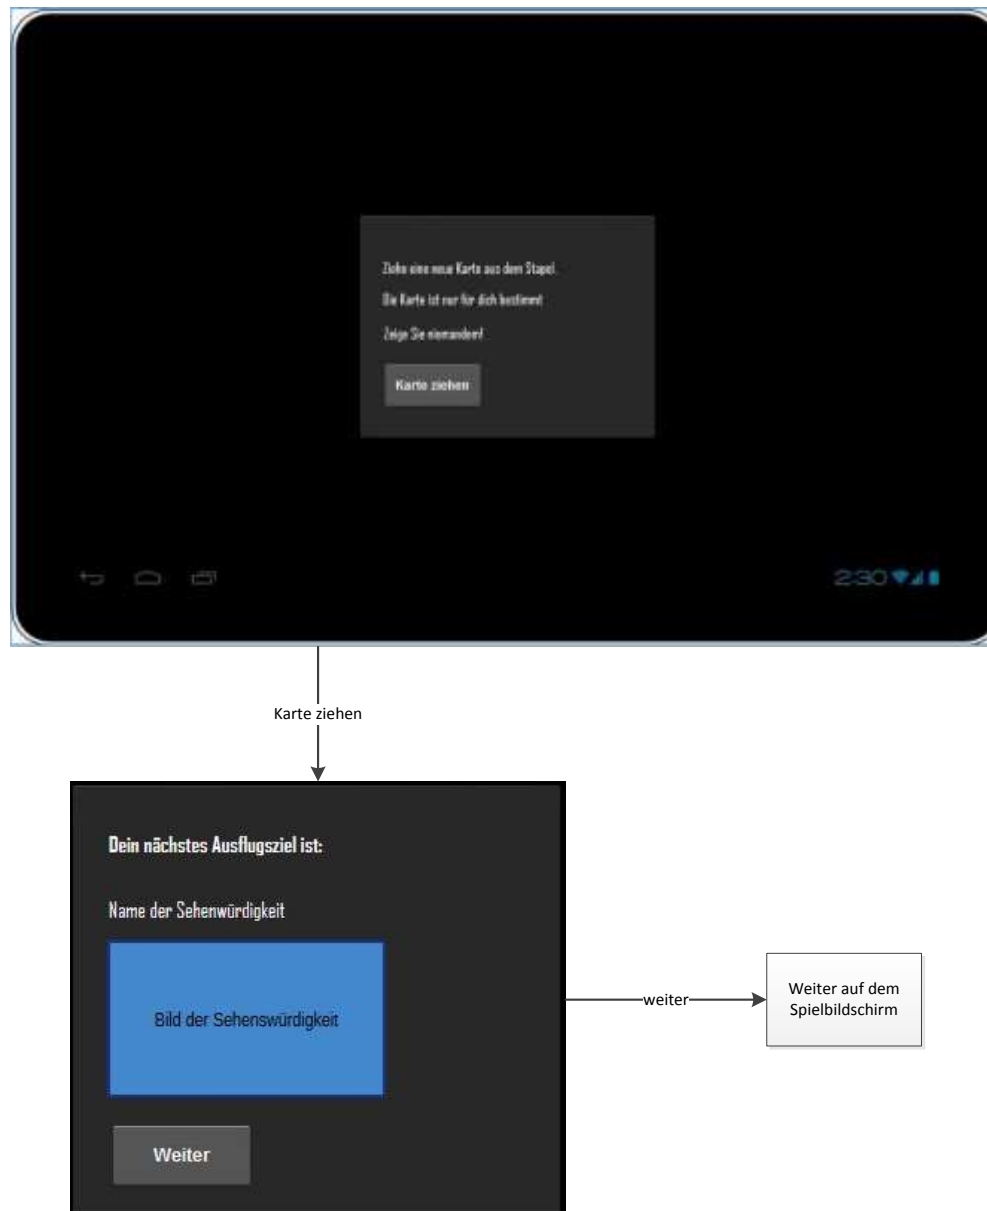 Ziehe eine neue Karte aus dem Stapel.
Die Karte ist nur für dich bestimmt
Zeige Sie niemandem!
Karte ziehen
2:30
Karte ziehen
Dein nächstes Ausflugsziel ist:
Name der Sehenwürdigkeit
Bild der Sehenswürdigkeit
Weiter
weiter
Weiter auf dem
Spielbildschirm